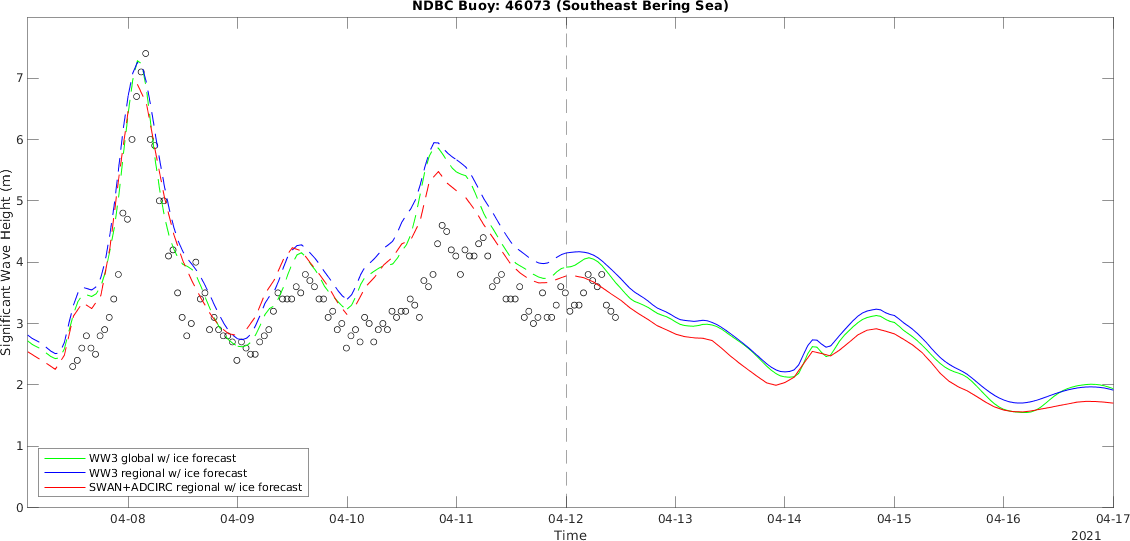 NDBC Buoy: 46073 (Southeast Bering Sea)
Significant Wave Height (m)
7
6
5
4
3
2
1
0
WW3 global w/ ice forecast
WW3 regional w/ ice forecast
SWAN+ADCIRC regional w/ ice forecast
04-08 04-09 04-10 04-11 04-12 04-13 04-14 04-15 04-16 04-17
Time
2021